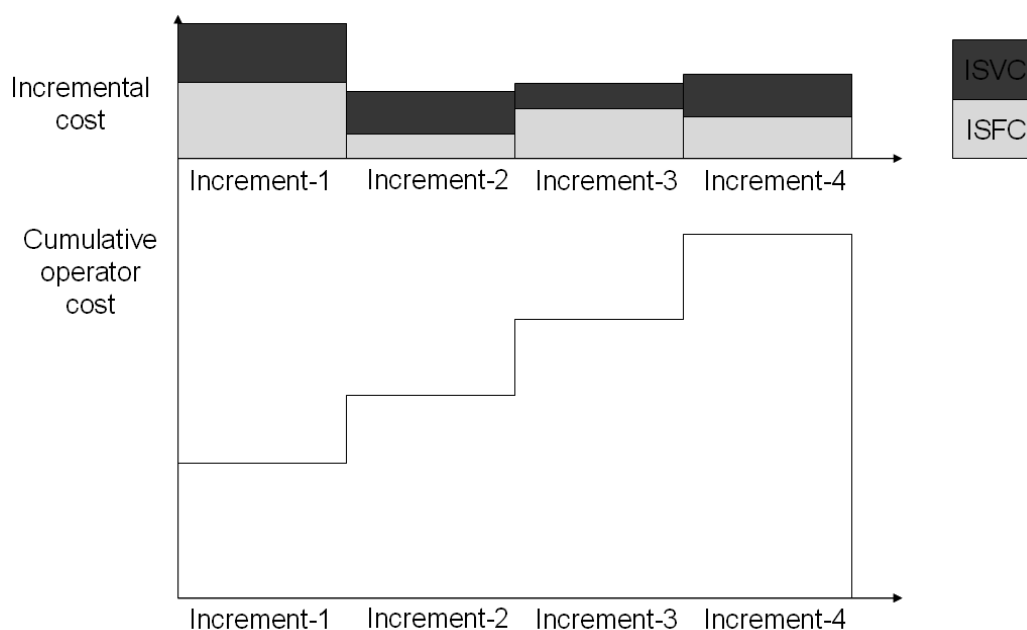 Incremental
cost
ISVC
ISFC
Increment-1
Increment-2
Increment-3
Increment-4
Cumulative
operator
cost
Increment-1
Increment-2
Increment-3
Increment-4